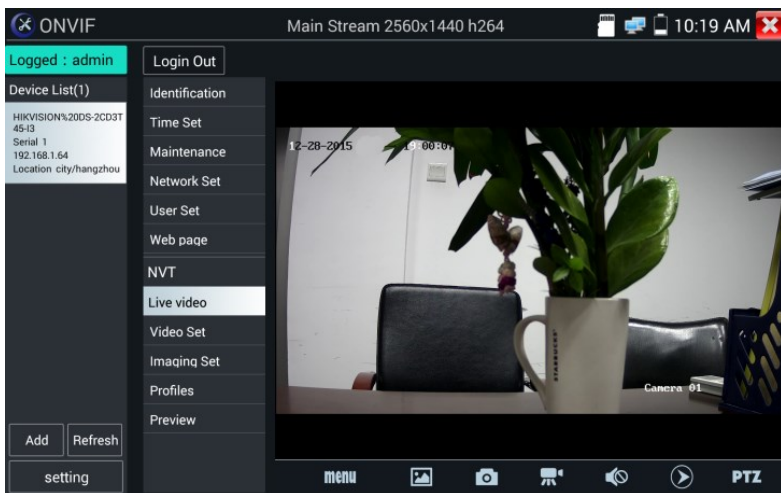 ONVIF
Main Stream 2560x1440 h264
10:19 AM
Logged : admin
Login Out
Device List(1)
HIKVISION%20DS-2CD3T
45-I3
Serial 1
192.168.1.64
Location city/hangzhou
Identification
Time Set
Maintenance
Network Set
User Set
Web page
NVT
Live video
Video Set
Imaging Set
Profiles
Preview
12-28-2015
STARBUCKS
Camera 01
Add
Refresh
setting
menu
PTZ